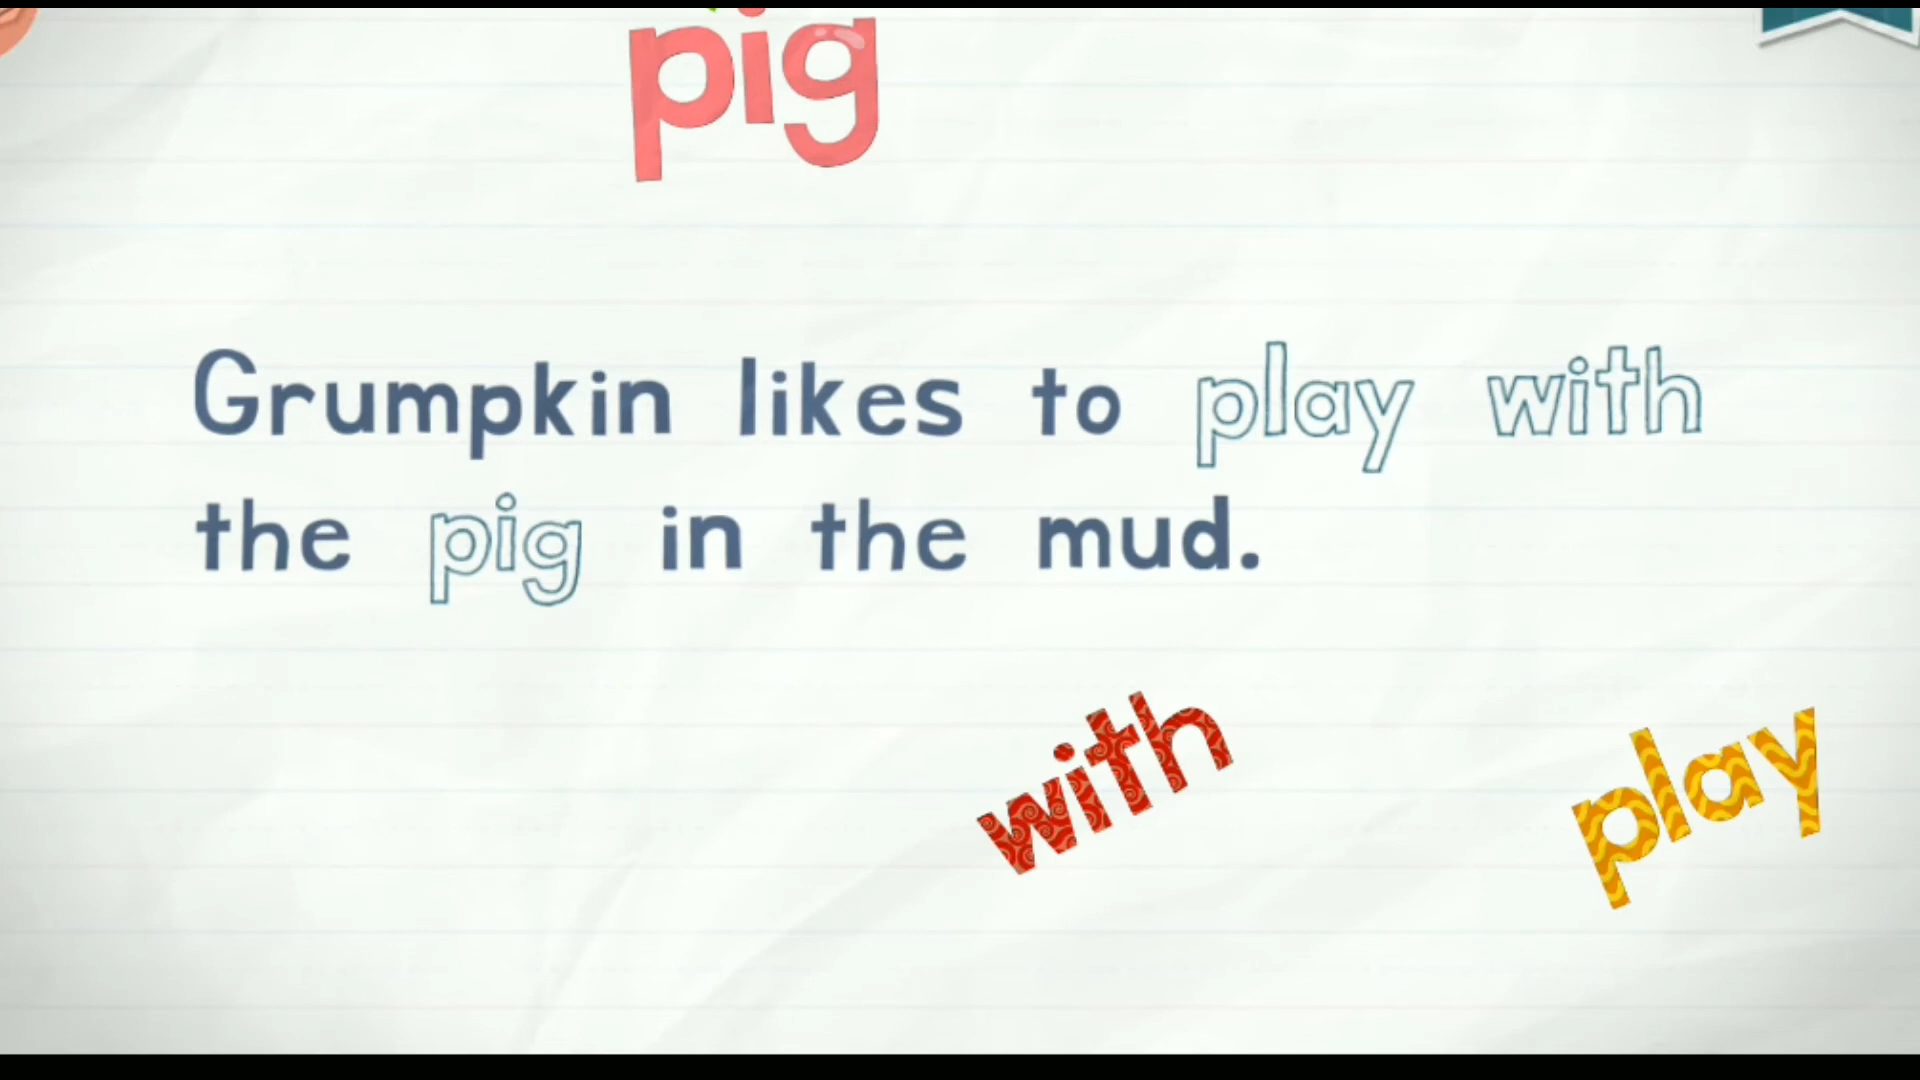 pig
Grumpkin likes to play with
the pig in the mud.
with
play